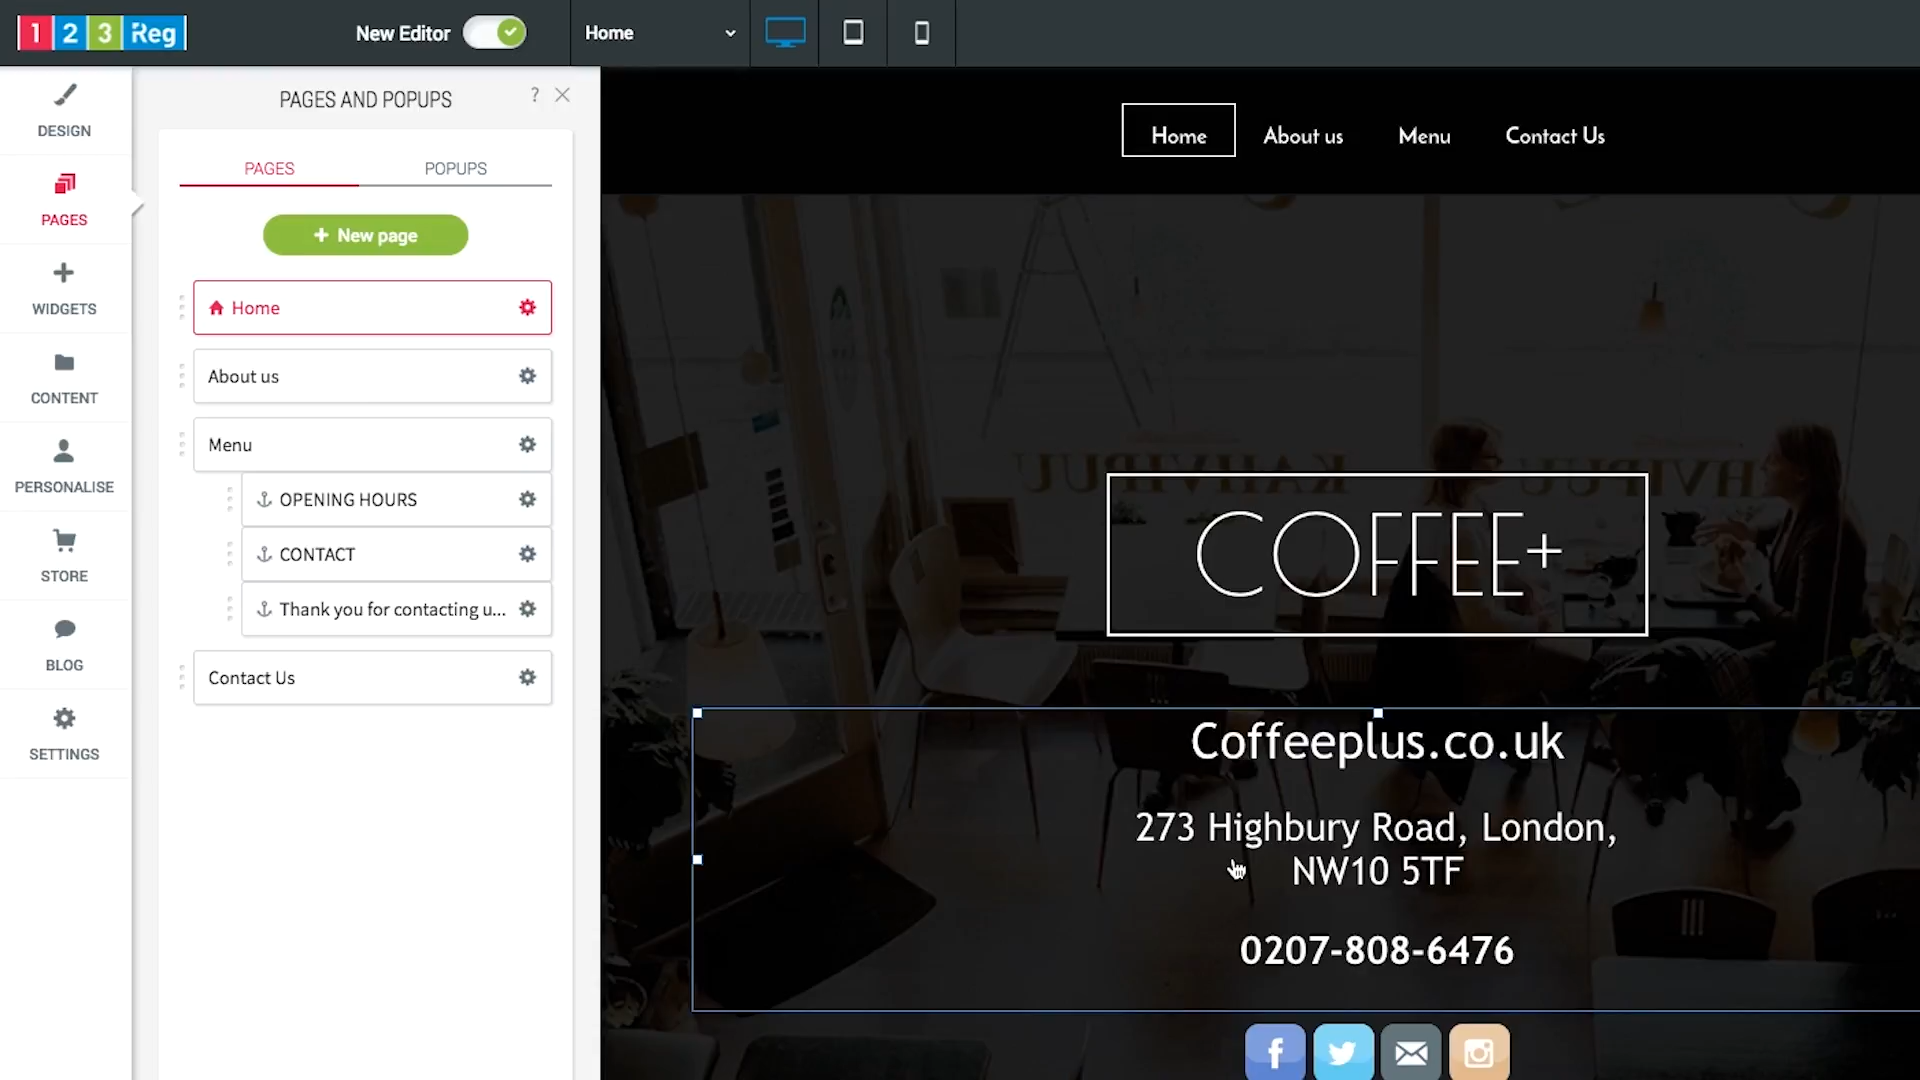 1 2 3 Reg
New Editor
Home
DESIGN
PAGES
WIDGETS
CONTENT
PERSONALISE
STORE
BLOG
SETTINGS
PAGES AND POPUPS
?
PAGES POPUPS
+ New page
Home
About us
Menu
OPENING HOURS
CONTACT
Thank you for contacting u...
Contact Us
Home About us Menu Contact Us
COFFEE+
Coffeeplus.co.uk
273 Highbury Road, London,
NW10 5TF
0207-808-6476